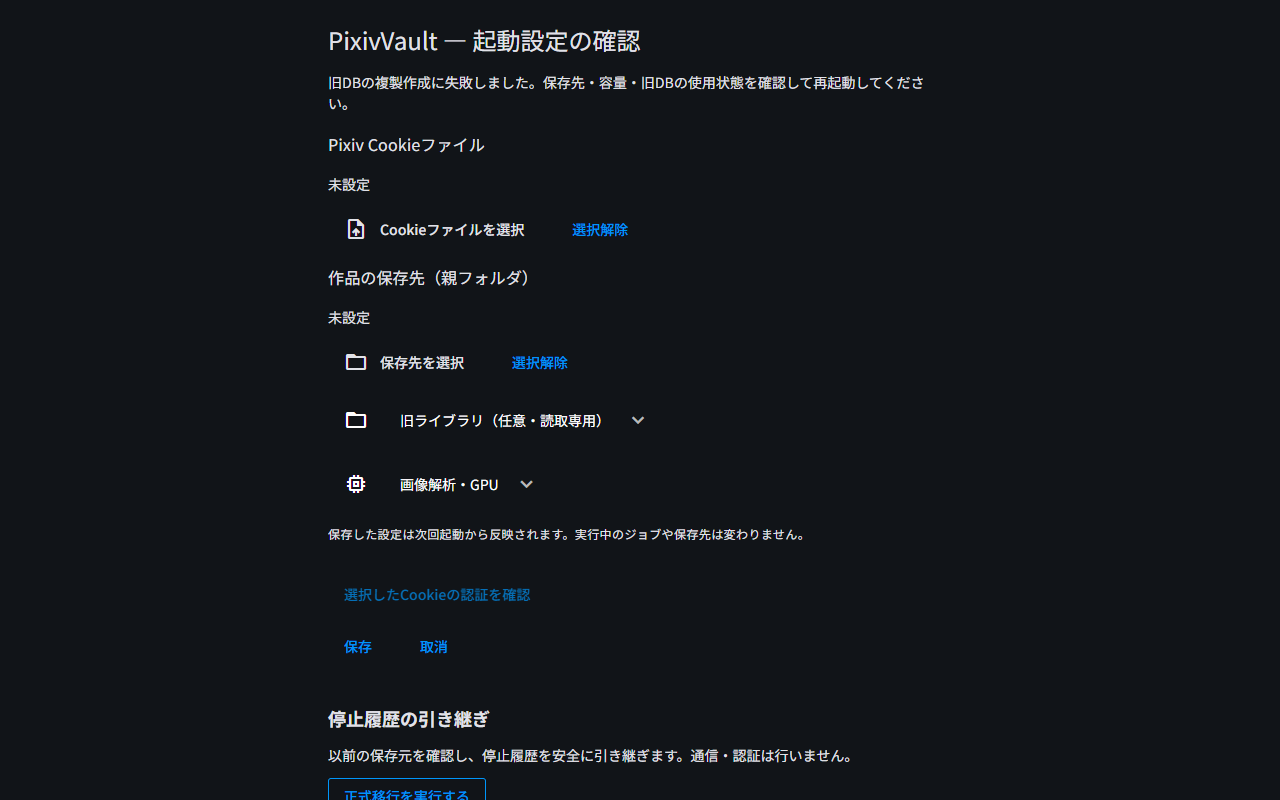 PixivVault — 起動設定の確認
旧DBの複製作成に失敗しました。保存先・容量・旧DBの使用状態を確認して再起動してくださ
い。
Pixiv Cookieファイル
未設定
Cookieファイルを選択
選択解除
作品の保存先（親フォルダ）
未設定
保存先を選択
選択解除
旧ライブラリ（任意・読取専用）
画像解析・GPU
保存した設定は次回起動から反映されます。実行中のジョブや保存先は変わりません。
選択したCookieの認証を確認
保存
取消
停止履歴の引き継ぎ
以前の保存元を確認し、停止履歴を安全に引き継ぎます。通信・認証は行いません。
正式移行を実行する